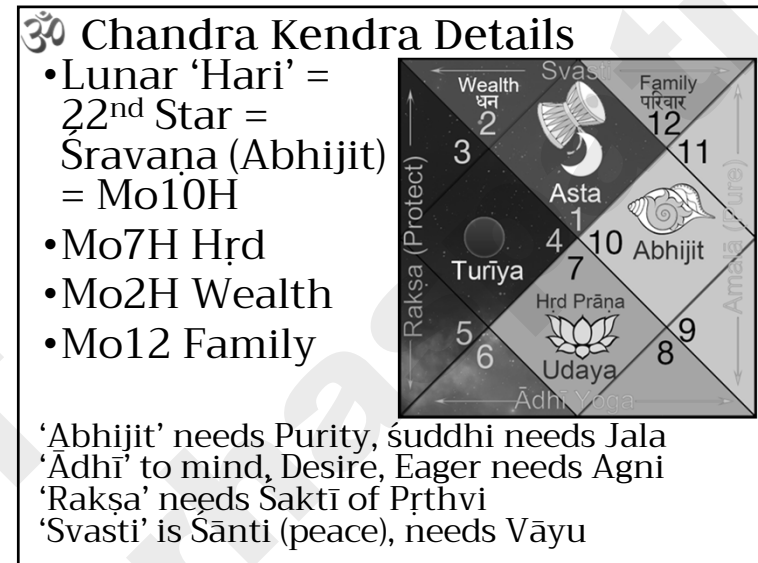 ॐ Chandra Kendra Details
•Lunar ‘Hari’ =
22nd Star =
Śravaṇa (Abhijit)
= Mo10H
•Mo7H Hṛd
•Mo2H Wealth
•Mo12 Family
Svasti
Wealth
धन
Family
परिवार
2
12
3
11
Asta
1
Rakṣa (Protect)
Amalā (Pure)
4
10
Abhijit
Turīya
7
Hṛd Prāṇa
5
9
6
8
Udaya
Ādhī Yoga
‘Abhijit’ needs Purity, śuddhi needs Jala
‘Ādhī’ to mind, Desire, Eager needs Agni
‘Rakṣa’ needs Śaktī of Pṛthvi
‘Svasti’ is Śānti (peace), needs Vāyu